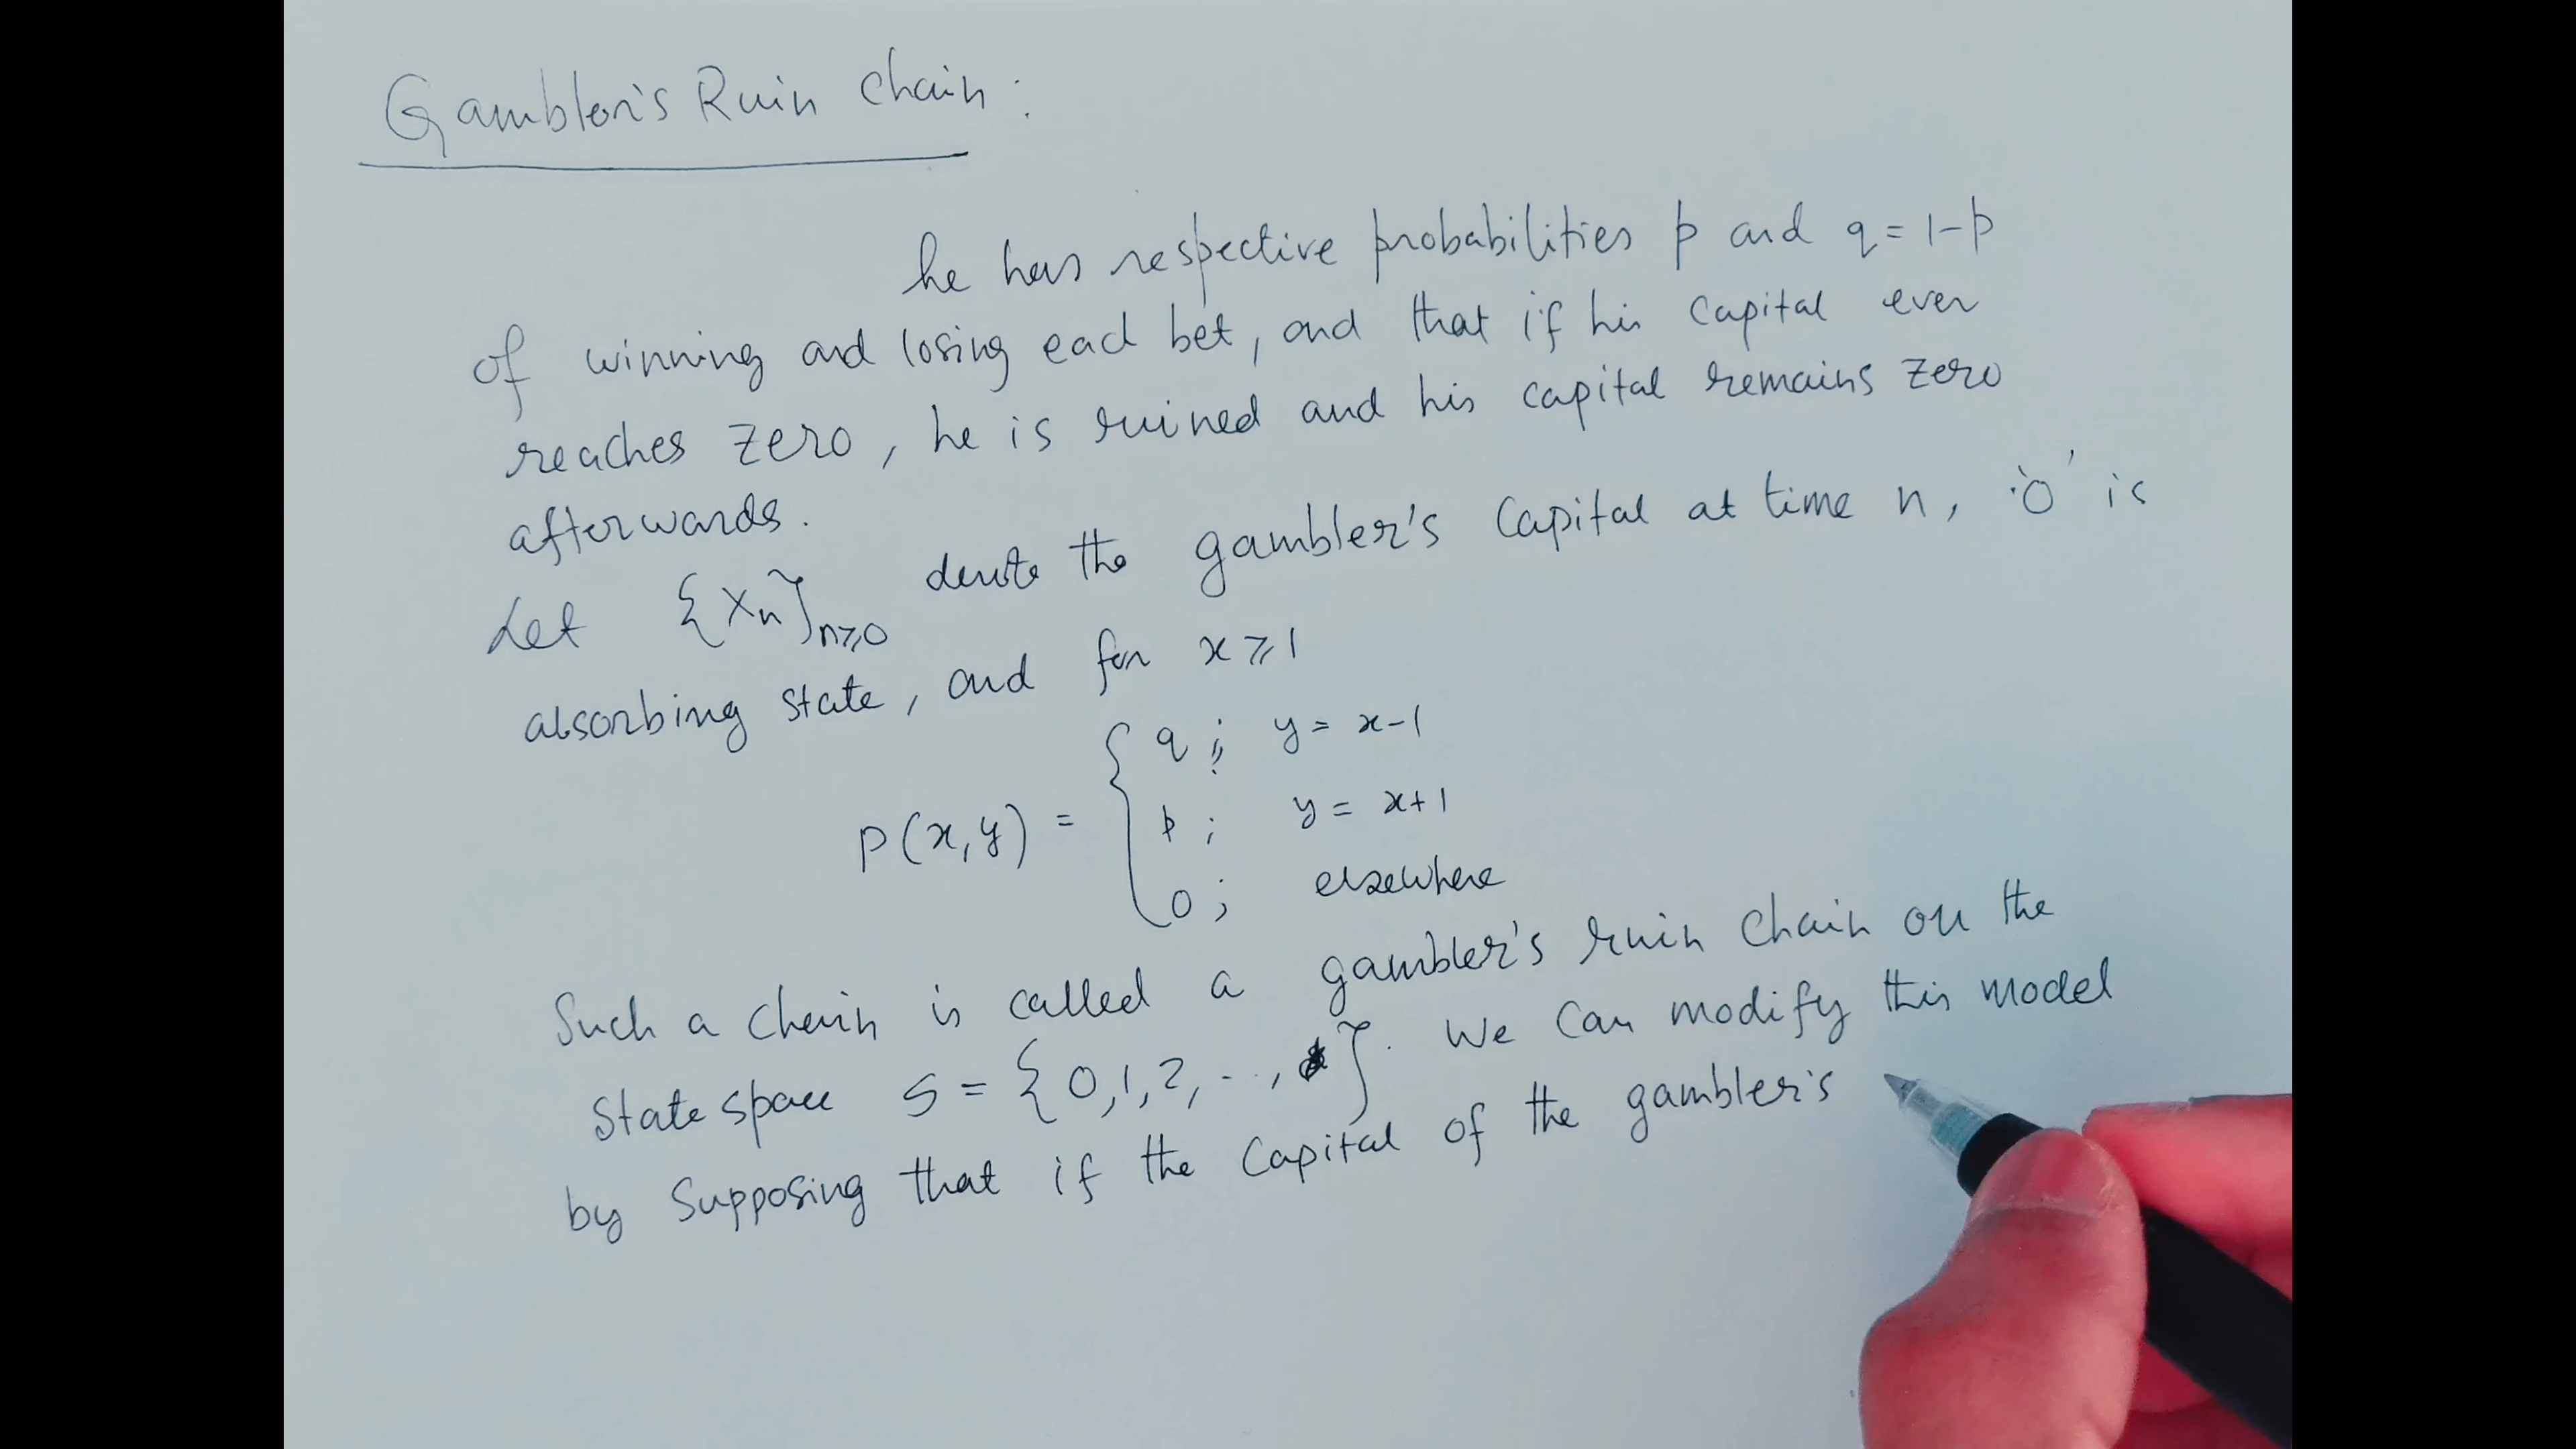 Gambler's Ruin chain:
he has respective probabilities p and q = 1-p
of winning and losing each bet, and that if his capital ever
reaches zero, he is ruined and his capital remains zero
afterwards.
Let {Xn}n≥0 denote the gambler's capital at time n, '0' is
absorbing state, and for x ≥ 1
P(x,y) = { q ; y = x-1
p ; y = x+1
0 ; elsewhere
Such a chain is called a gambler's ruin chain on the
state space S = {0,1,2,..., }. We can modify this model
by supposing that if the capital of the gambler's